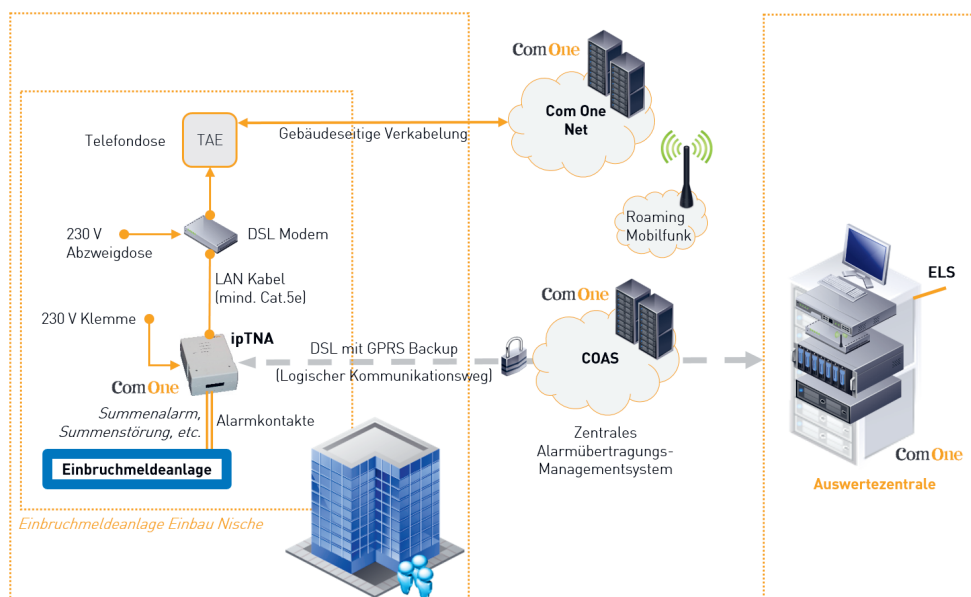 ComOne
Com One
Net
Telefondose
TAE
Gebäudeseitige Verkabelung
Roaming
Mobilfunk
230 V
Abzweigdose
DSL Modem
LAN Kabel
(mind. Cat.5e)
ELS
ComOne
230 V Klemme
ipTNA
DSL mit GPRS Backup
(Logischer Kommunikationsweg)
COAS
ComOne
Summenalarm,
Summenstörung, etc.
Alarmkontakte
Zentrales
Alarmübertragungs-
Managementsystem
Einbruchmeldeanlage
ComOne
Auswertezentrale
Einbruchmeldeanlage Einbau Nische